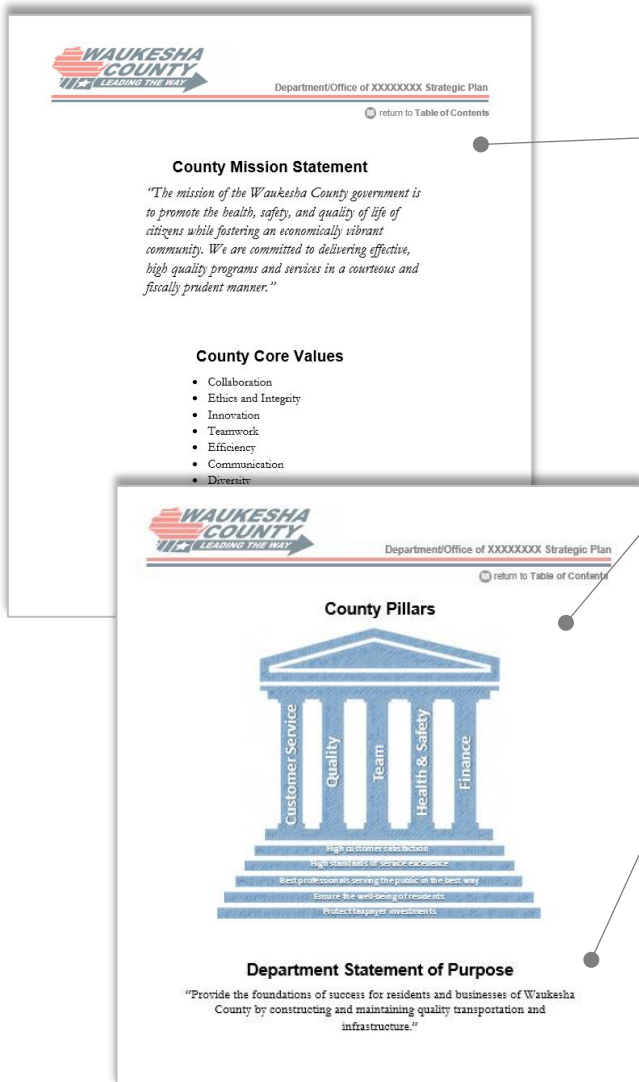 WAUKESHA
COUNTY
LEADING THE WAY
Department/Office of XXXXXXXX Strategic Plan
return to Table of Contents
County Mission Statement
“The mission of the Waukesha County government is
to promote the health, safety, and quality of life of
citizens while fostering an economically vibrant
community. We are committed to delivering effective,
high quality programs and services in a courteous and
fiscally prudent manner.”
County Core Values
• Collaboration
• Ethics and Integrity
• Innovation
• Teamwork
• Efficiency
• Communication
• Diversity
WAUKESHA
COUNTY
LEADING THE WAY
Department/Office of XXXXXXXX Strategic Plan
return to Table of Contents
County Pillars
Customer Service
Quality
Team
Health & Safety
Finance
High customer satisfaction
High standards of service excellence
Best professionals serving the public in the best way
Ensure the well-being of residents
Protect taxpayer investments
Department Statement of Purpose
“Provide the foundations of success for residents and businesses of Waukesha
County by constructing and maintaining quality transportation and
infrastructure.”